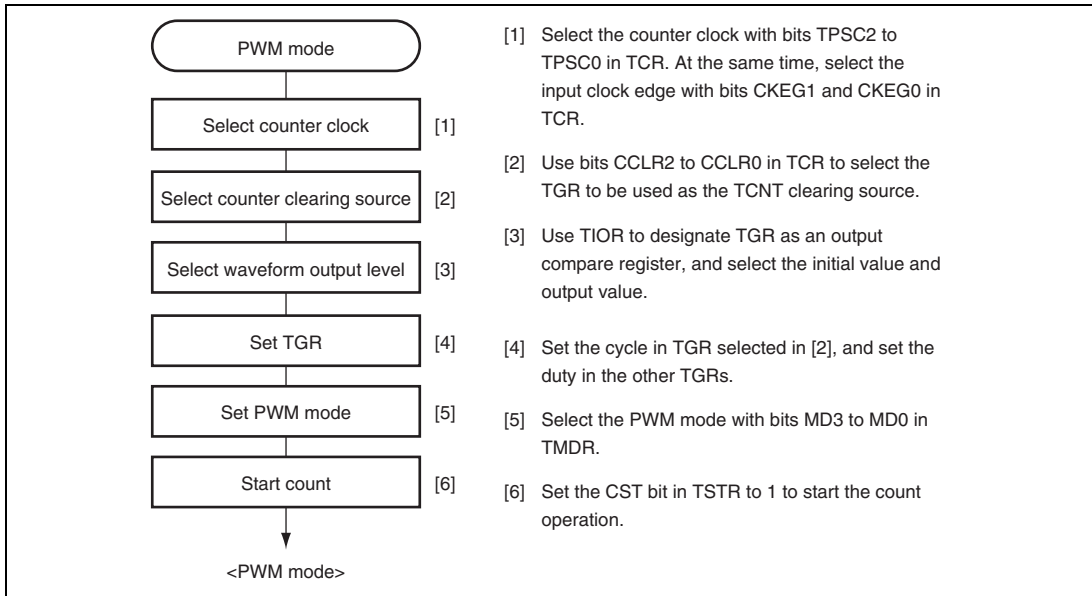 PWM mode
Select counter clock [1]
Select counter clearing source [2]
Select waveform output level [3]
Set TGR [4]
Set PWM mode [5]
Start count [6]
<PWM mode>
[1] Select the counter clock with bits TPSC2 to
TPSC0 in TCR. At the same time, select the
input clock edge with bits CKEG1 and CKEG0 in
TCR.
[2] Use bits CCLR2 to CCLR0 in TCR to select the
TGR to be used as the TCNT clearing source.
[3] Use TIOR to designate TGR as an output
compare register, and select the initial value and
output value.
[4] Set the cycle in TGR selected in [2], and set the
duty in the other TGRs.
[5] Select the PWM mode with bits MD3 to MD0 in
TMDR.
[6] Set the CST bit in TSTR to 1 to start the count
operation.